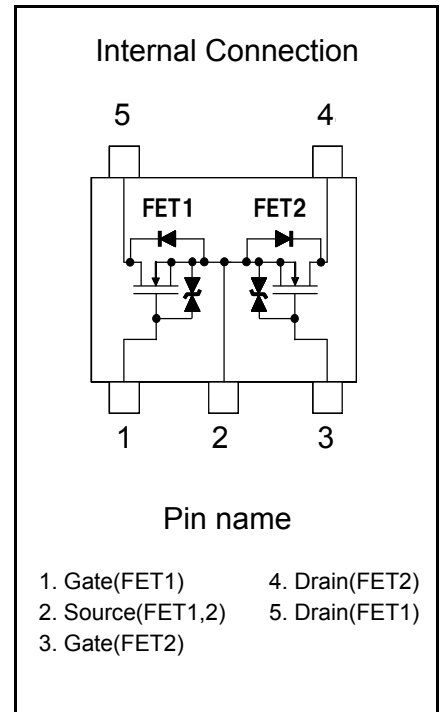 Internal Connection
5 4
FET1 FET2
1 2 3
Pin name
1. Gate(FET1) 4. Drain(FET2)
2. Source(FET1,2) 5. Drain(FET1)
3. Gate(FET2)